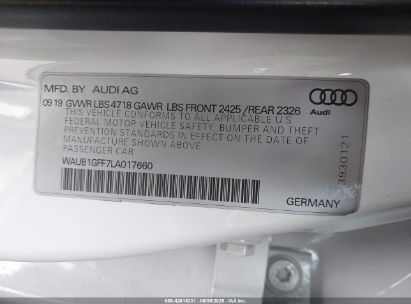 MFD. BY AUDI AG
09 19 GVWR LBS 4718 GAWR LBS FRONT 2425 /REAR 2326
THIS VEHICLE CONFORMS TO ALL APPLICABLE U.S
FEDERAL MOTOR VEHICLE SAFETY, BUMPER AND THEFT
PREVENTION STANDARDS IN EFFECT ON THE DATE OF
MANUFACTURE SHOWN ABOVE.
PASSENGER CAR
WAUB1GFF7LA017660
Audi
3930121
GERMANY